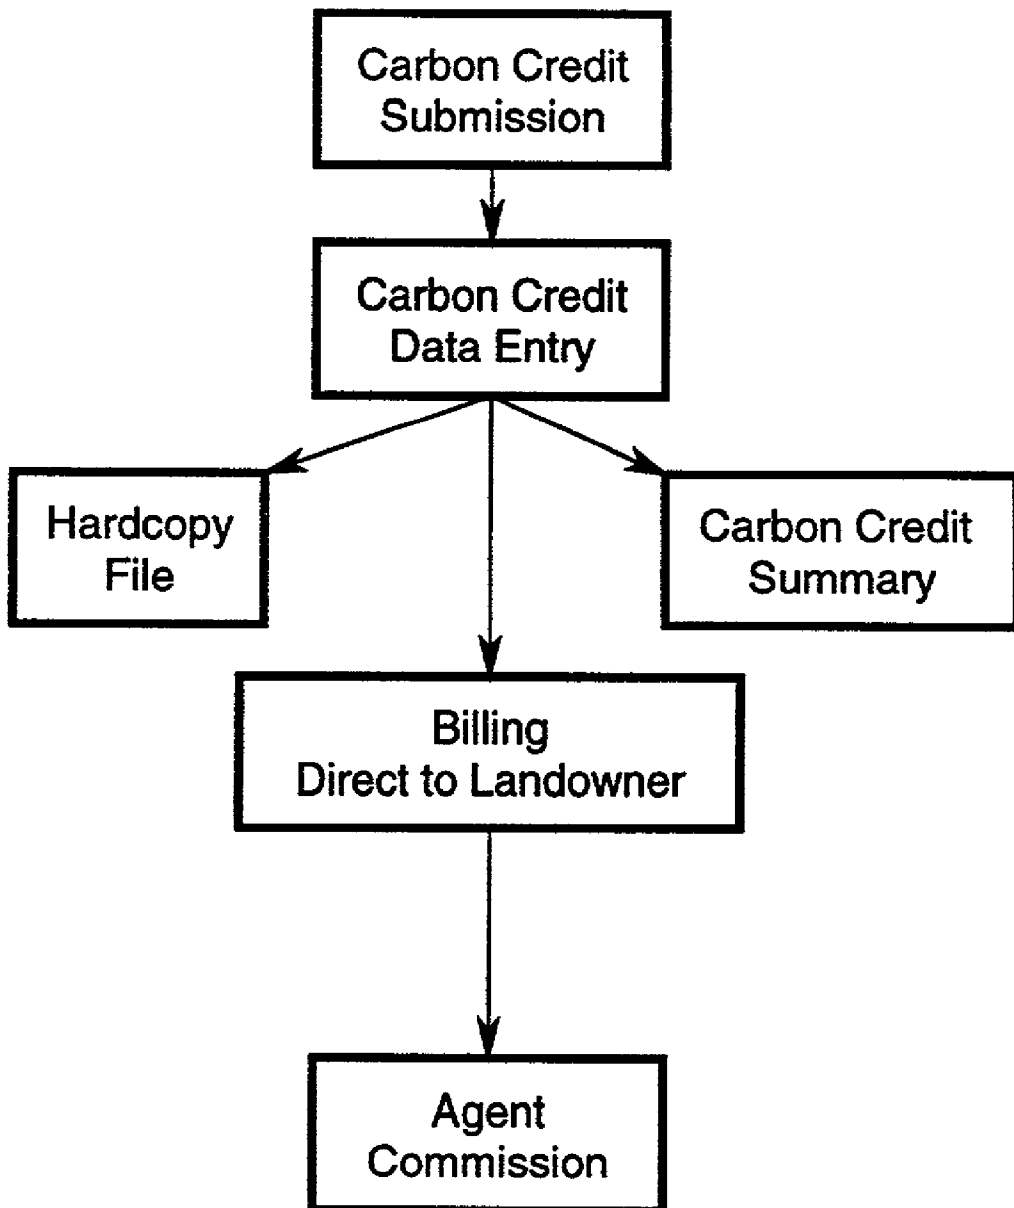 Carbon Credit
Submission
Carbon Credit
Data Entry
Hardcopy
File
Carbon Credit
Summary
Billing
Direct to Landowner
Agent
Commission